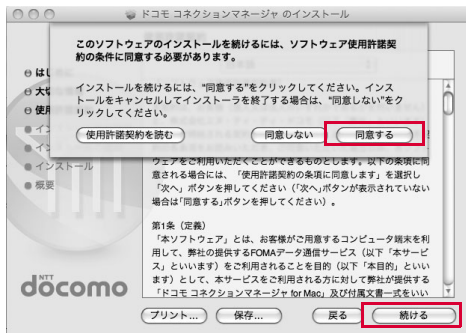 ドコモ コネクションマネージャ のインストール
このソフトウェアのインストールを続けるには、ソフトウェア使用許諾契
約の条件に同意する必要があります。
インストールを続けるには、"同意する"をクリックしてください。インス
トールをキャンセルしてインストーラを終了する場合は、"同意しない"をク
リックしてください。
使用許諾契約を読む
同意しない
同意する
はし
大切
使用
インストール
概要
ウェアをご利用いただくことができるものとします。以下の条項に同
意される場合には、「使用許諾契約の条件に同意します」を選択し
「次へ」ボタンを押してください（「次へ」ボタンが表示されていない
場合は「同意する」ボタンを押してください）。
第1条（定義）
「本ソフトウェア」とは、お客様がご用意するコンピュータ端末を利
用して、弊社の提供するFOMAデータ通信サービス（以下「本サービ
ス」といいます）をご利用されることを目的（以下「本目的」といい
ます）として、本サービスをご利用される方に対して弊社が提供する
「ドコモ コネクションマネージャ for Mac」及び付属文書一式をいい
NTT
docomo
プリント...
保存...
戻る
続ける